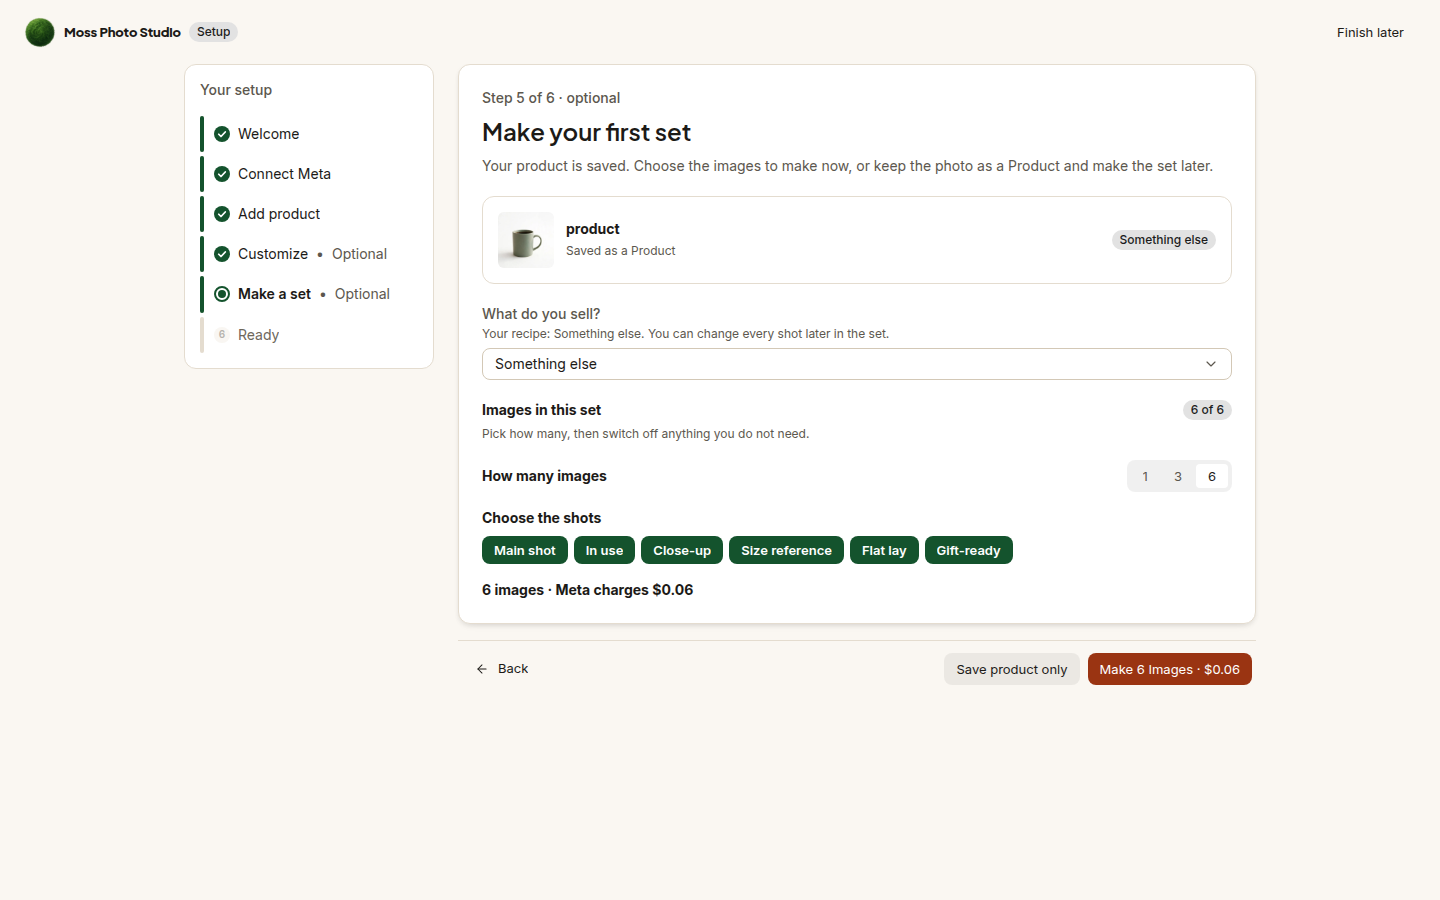 Moss Photo Studio
Setup
Finish later
Your setup
Welcome
Connect Meta
Add product
Customize • Optional
Make a set • Optional
6 Ready
Step 5 of 6 · optional
Make your first set
Your product is saved. Choose the images to make now, or keep the photo as a Product and make the set later.
product
Saved as a Product
Something else
What do you sell?
Your recipe: Something else. You can change every shot later in the set.
Something else
Images in this set
6 of 6
Pick how many, then switch off anything you do not need.
How many images
1 3 6
Choose the shots
Main shot In use Close-up Size reference Flat lay Gift-ready
6 images · Meta charges $0.06
Back
Save product only
Make 6 Images · $0.06